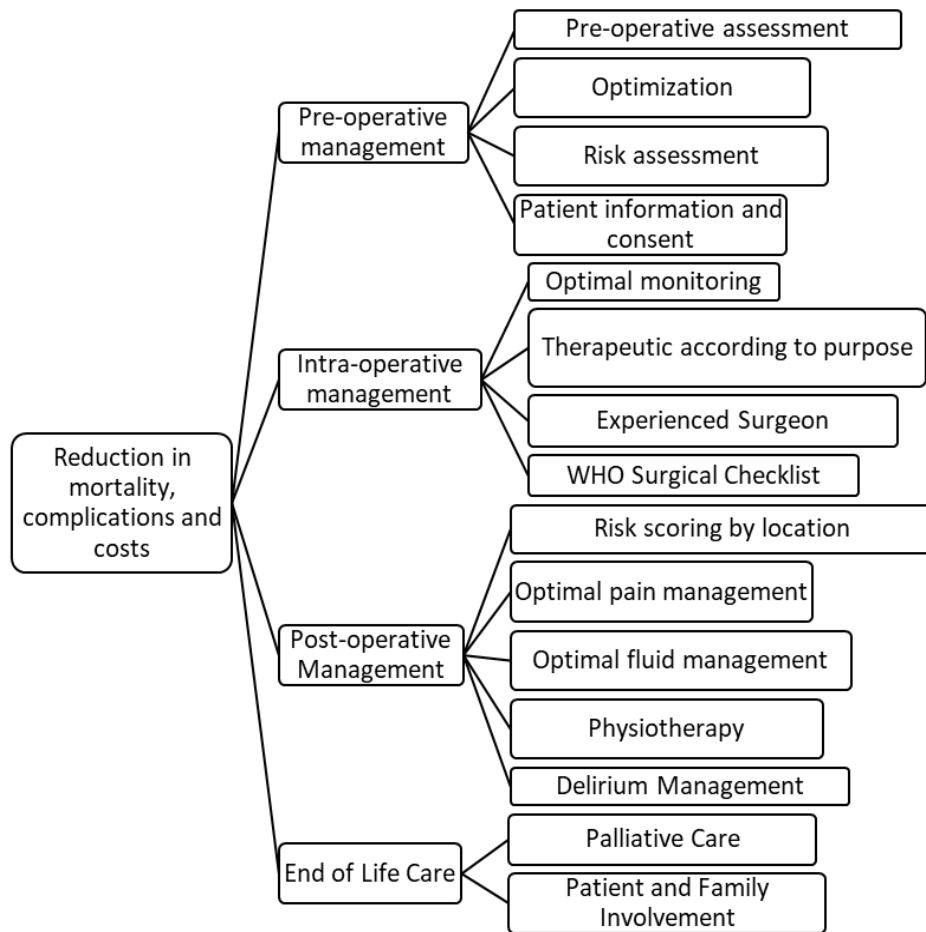 Pre-operative assessment
Optimization
Pre-operative
management
Risk assessment
Patient information and
consent
Optimal monitoring
Therapeutic according to purpose
Intra-operative
management
Experienced Surgeon
WHO Surgical Checklist
Reduction in
mortality,
complications and
costs
Risk scoring by location
Optimal pain management
Post-operative
Management
Optimal fluid management
Physiotherapy
Delirium Management
Palliative Care
End of Life Care
Patient and Family
Involvement